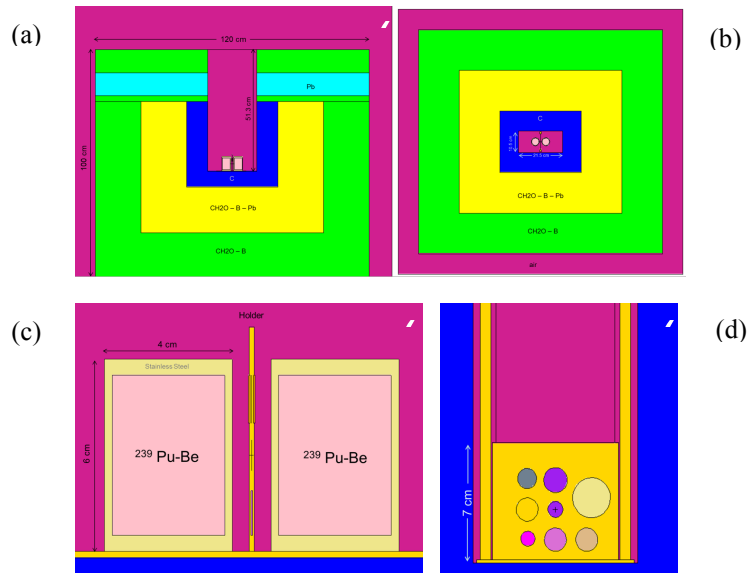 (a)
120 cm
Pb
51.3 cm
100 cm
C
CH2O – B – Pb
CH2O – B
(b)
C
31.5 cm
CH2O – B – Pb
CH2O – B
air
(c)
Holder
4 cm
Stainless Steel
6 cm
239 Pu-Be
239 Pu-Be
(d)
7 cm